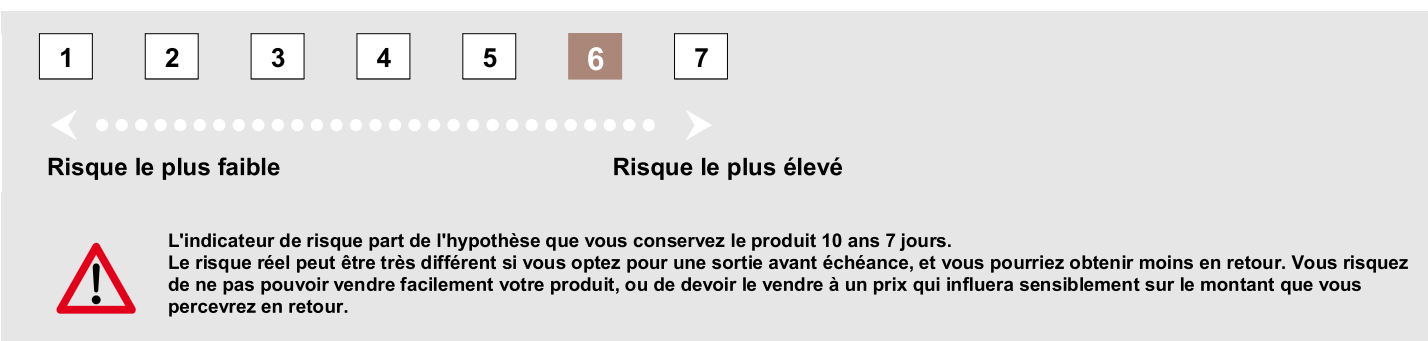 1 2 3 4 5 6 7
Risque le plus faible Risque le plus élevé
L'indicateur de risque part de l'hypothèse que vous conservez le produit 10 ans 7 jours.
Le risque réel peut être très différent si vous optez pour une sortie avant échéance, et vous pourriez obtenir moins en retour. Vous risquez
de ne pas pouvoir vendre facilement votre produit, ou de devoir le vendre à un prix qui influera sensiblement sur le montant que vous
percevrez en retour.